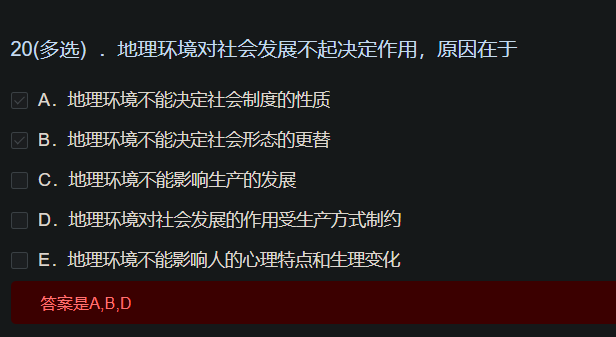 20(多选) ．地理环境对社会发展不起决定作用，原因在于
A．地理环境不能决定社会制度的性质
B．地理环境不能决定社会形态的更替
C．地理环境不能影响生产的发展
D．地理环境对社会发展的作用受生产方式制约
E．地理环境不能影响人的心理特点和生理变化
答案是A,B,D